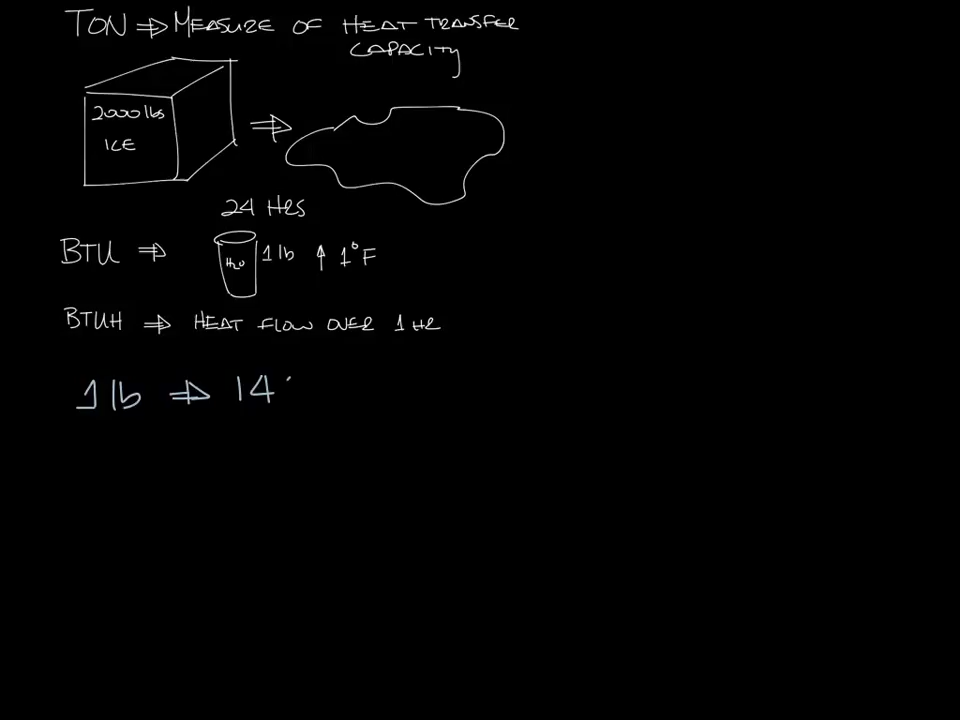 TON ⇒ MEASURE OF HEAT TRANSFER
CAPACITY
2000 lbs
ICE
⇒
24 HRS
BTU ⇒ H2O 1 lb ↑ 1°F
BTUH ⇒ HEAT FLOW OVER 1 HR
1 lb ⇒ 14